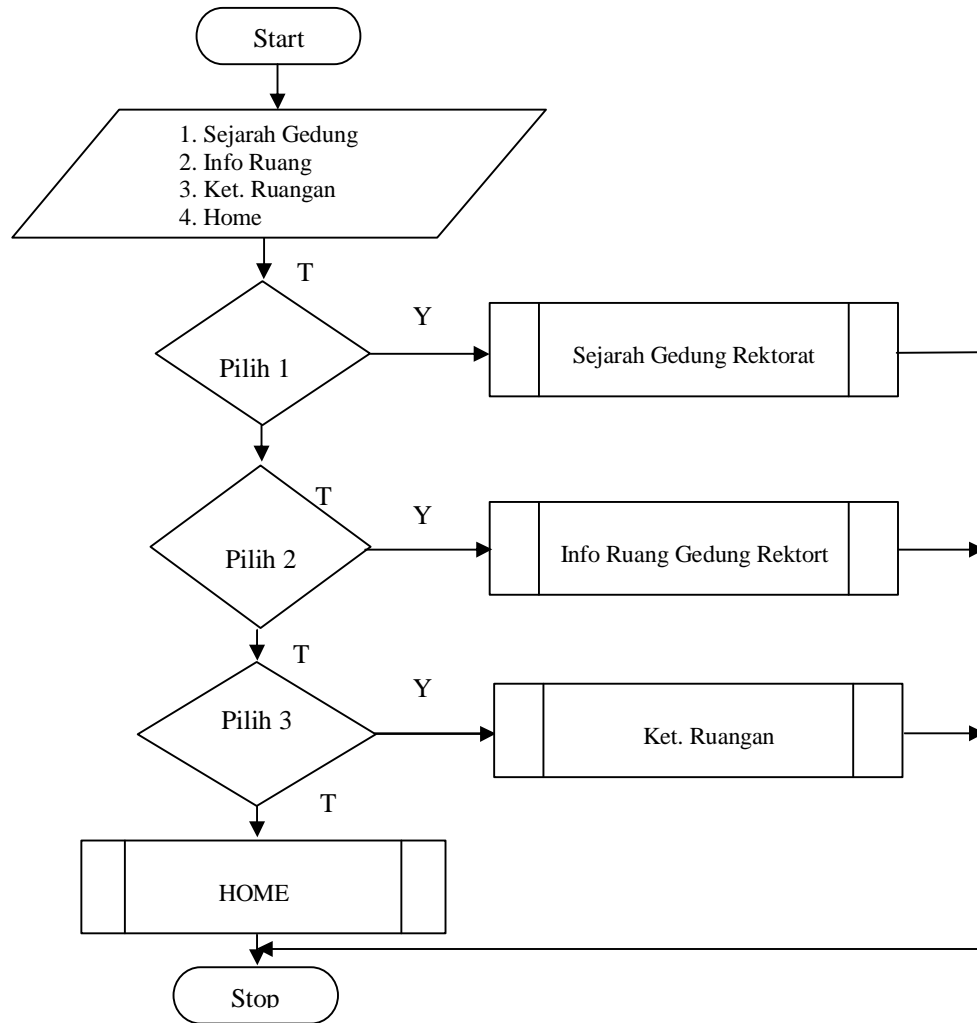 Start
1. Sejarah Gedung
2. Info Ruang
3. Ket. Ruangan
4. Home
T
Pilih 1
Y
Sejarah Gedung Rektorat
T
Pilih 2
Y
Info Ruang Gedung Rektort
T
Pilih 3
Y
Ket. Ruangan
T
HOME
Stop